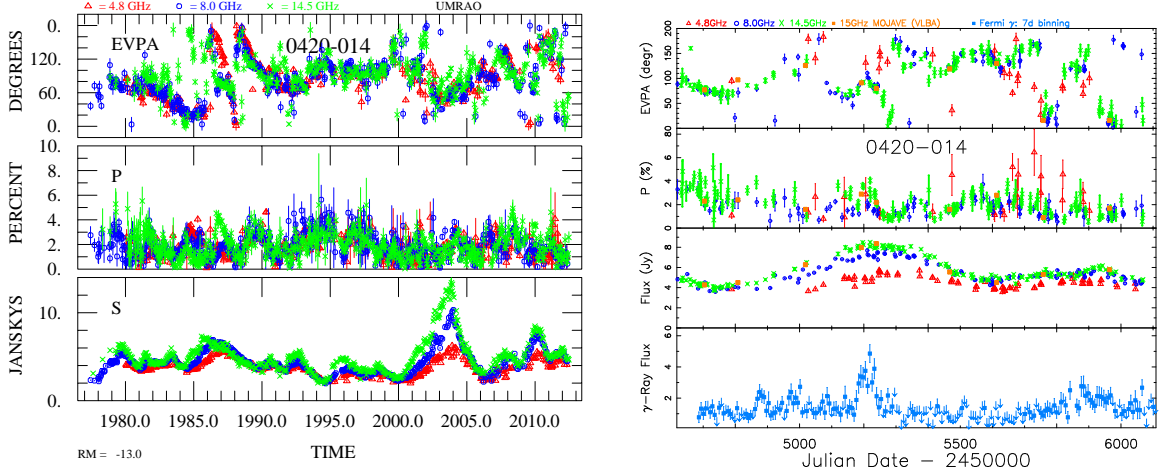 = 4.8 GHz = 8.0 GHz = 14.5 GHz UMRAO
DEGREES
0.
120.
60.
0.
EVPA 0420-014
PERCENT
10.
8.
6.
4.
2.
0.
P
JANSKYS
10.
0.
S
1980.0 1985.0 1990.0 1995.0 2000.0 2005.0 2010.0
RM = -13.0 TIME
4.8GHz 8.0GHz 14.5GHz 15GHz MOJAVE (VLBA) Fermi γ: 7d binning
EVPA (degr)
200
150
100
50
0420-014
P (%)
80
6
4
2
Flux (Jy)
0
8
6
4
2
γ-Ray Flux
0
6
4
2
5000 5500 6000
Julian Date - 2450000